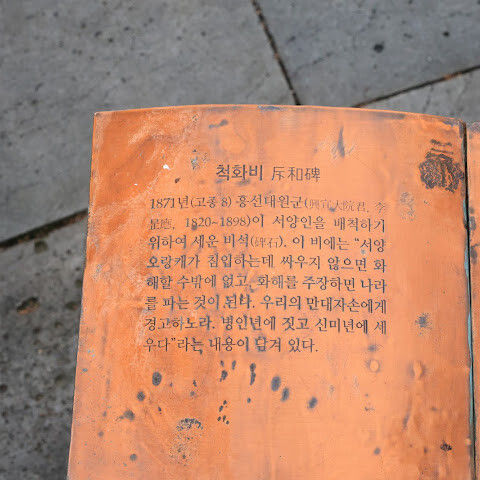 척화비 斥和碑
1871년(고종 8) 흥선대원군(興宣大院君, 李
昰應, 1820~1898)이 서양인을 배척하기
위하여 세운 비석(碑石). 이 비에는 “서양
오랑캐가 침입하는데 싸우지 않으면 화
해할 수밖에 없고, 화해를 주장하면 나라
를 파는 것이 된다. 우리의 만대자손에게
경고하노라. 병인년에 짓고 신미년에 세
우다”라는 내용이 담겨 있다.